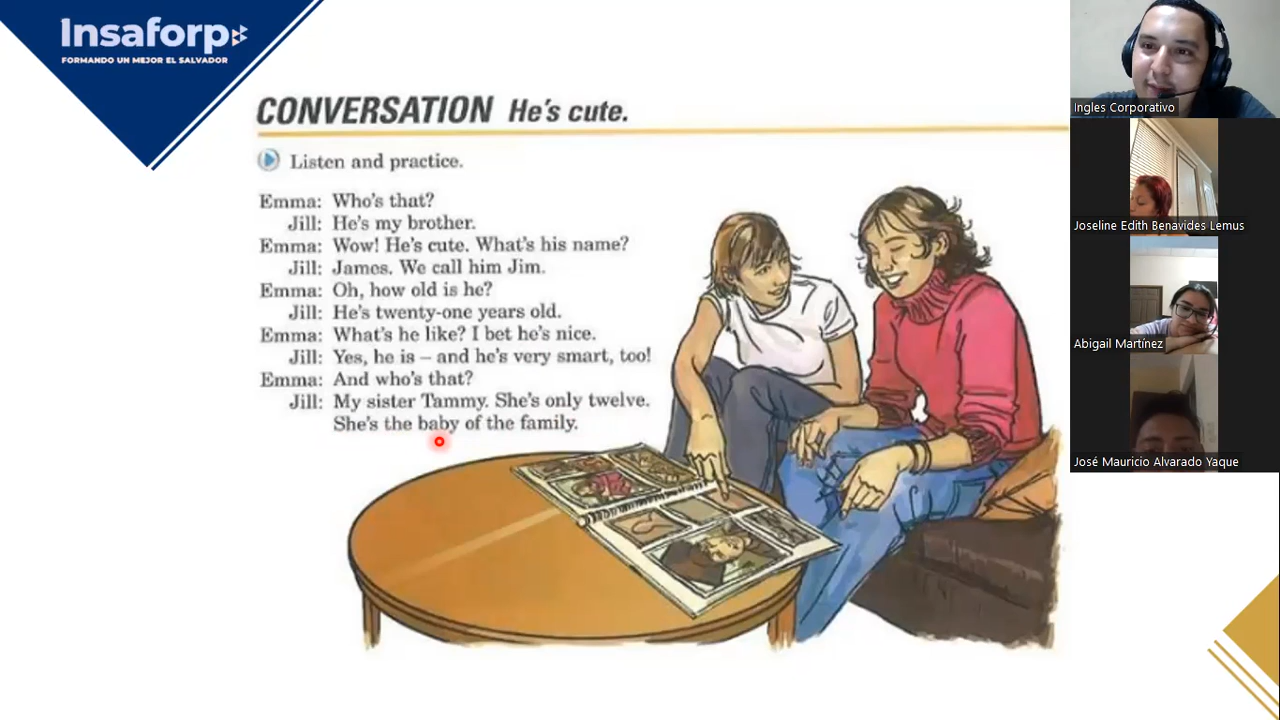 Insaforp
FORMANDO UN MEJOR EL SALVADOR
CONVERSATION He's cute.
Listen and practice.
Emma: Who's that?
Jill: He's my brother.
Emma: Wow! He's cute. What's his name?
Jill: James. We call him Jim.
Emma: Oh, how old is he?
Jill: He's twenty-one years old.
Emma: What's he like? I bet he's nice.
Jill: Yes, he is – and he's very smart, too!
Emma: And who's that?
Jill: My sister Tammy. She's only twelve.
She's the baby of the family.
Ingles Corporativo
Joseline Edith Benavides Lemus
Abigail Martínez
José Mauricio Alvarado Yaque